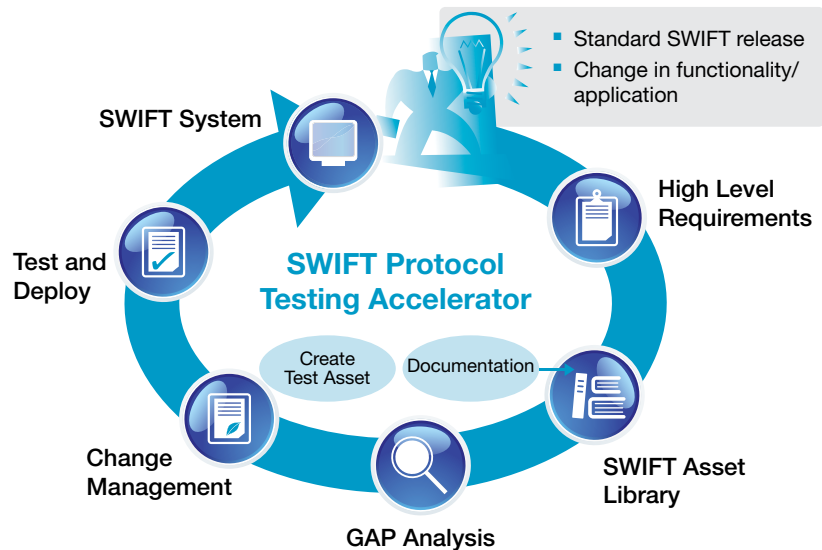 Standard SWIFT release
Change in functionality/
application
SWIFT System
High Level
Requirements
Test and
Deploy
SWIFT Protocol
Testing Accelerator
Create
Test Asset
Documentation
Change
Management
SWIFT Asset
Library
GAP Analysis